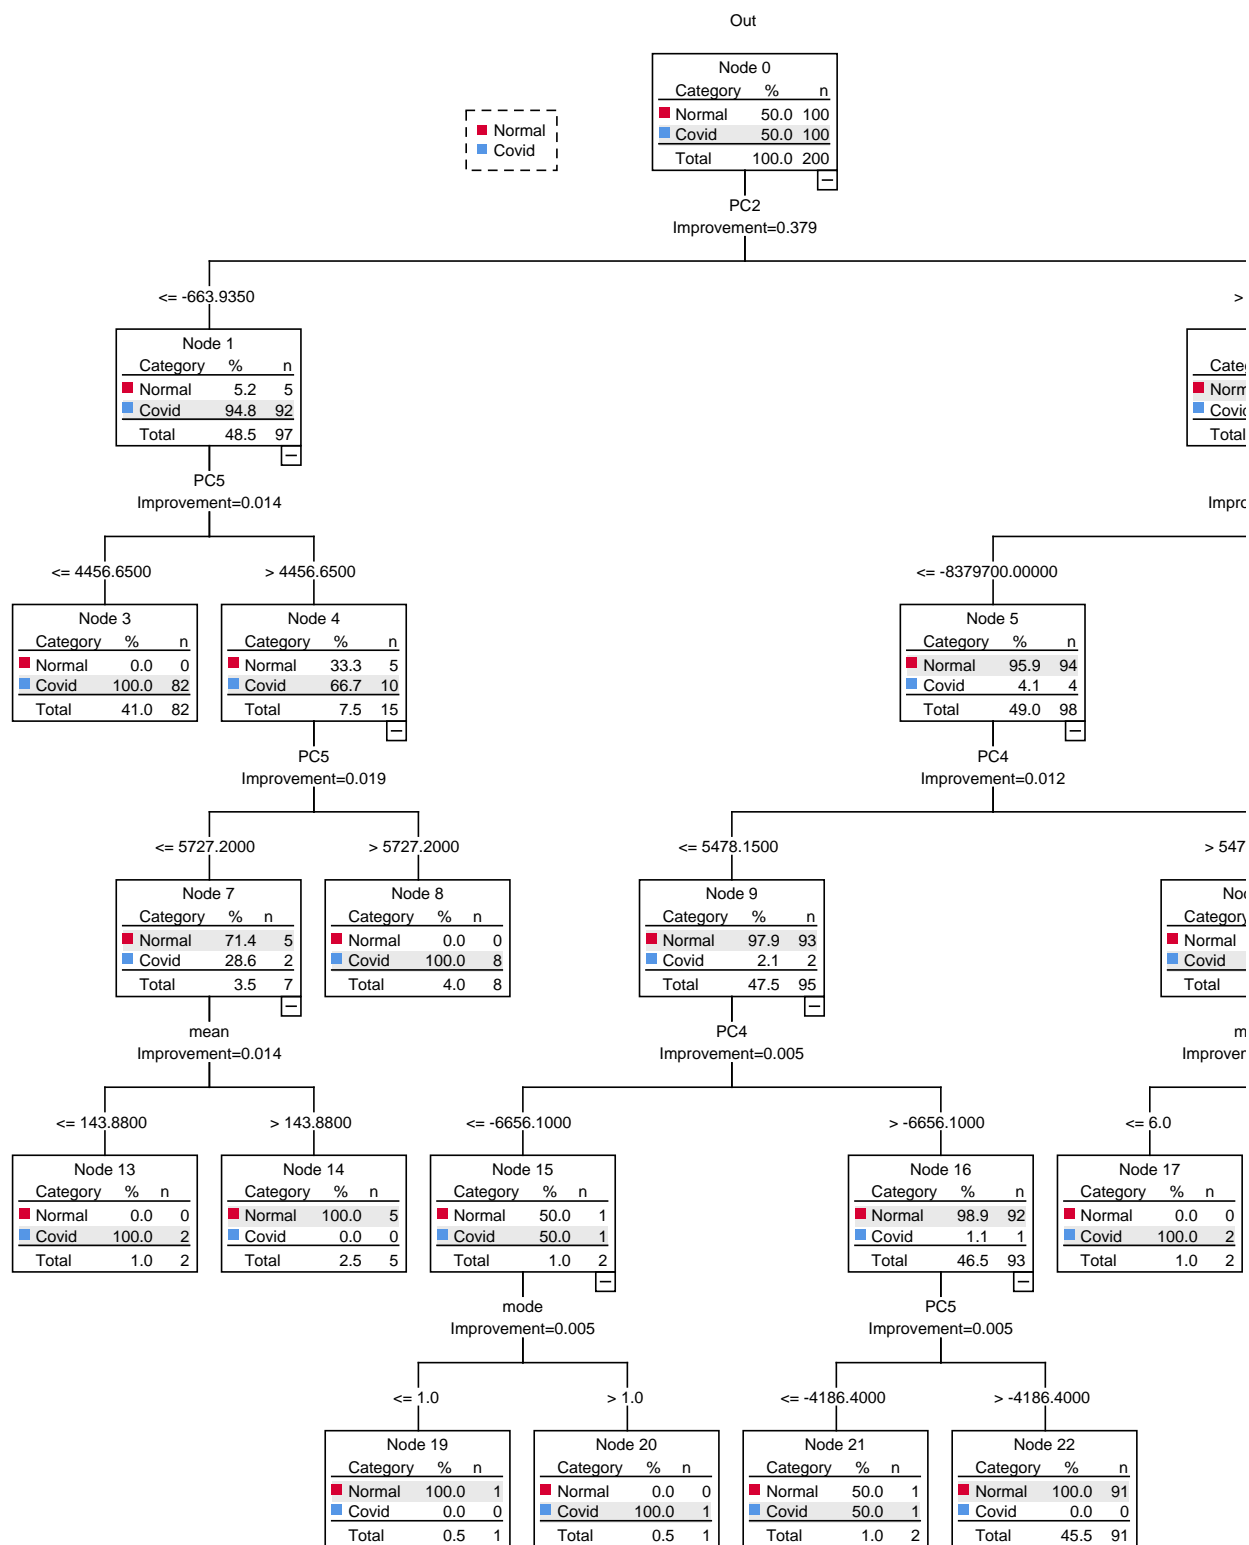 Out
Node 0
Category % n
Normal 50.0 100
Covid 50.0 100
Total 100.0 200
Normal
Covid
PC2
Improvement=0.379
<= -663.9350
>
Node 1
Category % n
Normal 5.2 5
Covid 94.8 92
Total 48.5 97
Total
PC5
Improvement=0.014
<= 4456.6500
> 4456.6500
<= -8379700.00000
Node 3
Category % n
Normal 0.0 0
Covid 100.0 82
Total 41.0 82
Node 4
Category % n
Normal 33.3 5
Covid 66.7 10
Total 7.5 15
Node 5
Category % n
Normal 95.9 94
Covid 4.1 4
Total 49.0 98
PC5
Improvement=0.019
PC4
Improvement=0.012
<= 5727.2000
> 5727.2000
<= 5478.1500
> 547
Node 7
Category % n
Normal 71.4 5
Covid 28.6 2
Total 3.5 7
Node 8
Category % n
Normal 0.0 0
Covid 100.0 8
Total 4.0 8
Node 9
Category % n
Normal 97.9 93
Covid 2.1 2
Total 47.5 95
Normal
Covid
Total
mean
Improvement=0.014
PC4
Improvement=0.005
<= 143.8800
> 143.8800
<= -6656.1000
> -6656.1000
<= 6.0
Node 13
Category % n
Normal 0.0 0
Covid 100.0 2
Total 1.0 2
Node 14
Category % n
Normal 100.0 5
Covid 0.0 0
Total 2.5 5
Node 15
Category % n
Normal 50.0 1
Covid 50.0 1
Total 1.0 2
Node 16
Category % n
Normal 98.9 92
Covid 1.1 1
Total 46.5 93
Node 17
Category % n
Normal 0.0 0
Covid 100.0 2
Total 1.0 2
mode
Improvement=0.005
PC5
Improvement=0.005
<= 1.0
> 1.0
<= -4186.4000
> -4186.4000
Node 19
Category % n
Normal 100.0 1
Covid 0.0 0
Total 0.5 1
Node 20
Category % n
Normal 0.0 0
Covid 100.0 1
Total 0.5 1
Node 21
Category % n
Normal 50.0 1
Covid 50.0 1
Total 1.0 2
Node 22
Category % n
Normal 100.0 91
Covid 0.0 0
Total 45.5 91